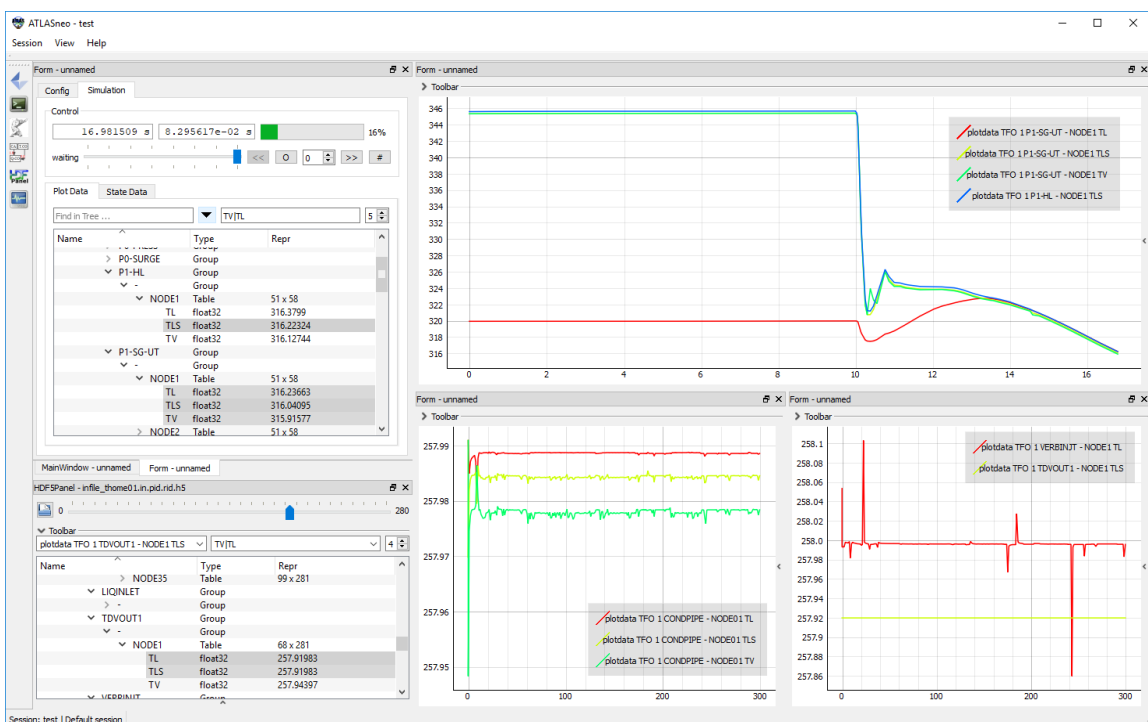 ATLASneo - test
Session View Help
Form - unnamed
Config Simulation
Control
16.981509 s 8.295617e-02 s 16%
waiting << O 0 >> #
Plot Data State Data
Find in Tree ... TV|TL 5
Name Type Repr
P0-SURGE Group
P1-HL Group
- Group
NODE1 Table 51 x 58
TL float32 316.3799
TLS float32 316.22324
TV float32 316.12744
P1-SG-UT Group
- Group
NODE1 Table 51 x 58
TL float32 316.23663
TLS float32 316.04095
TV float32 315.91577
NODE2 Table 51 x 58
MainWindow - unnamed Form - unnamed
HDF5Panel - infile_thome01.in.pid.rid.h5
0 280
Toolbar
plotdata TFO 1 TDVOUT1 - NODE1 TLS TV|TL 4
Name Type Repr
NODE35 Table 99 x 281
LIQINLET Group
- Group
TDVOUT1 Group
- Group
NODE1 Table 68 x 281
TL float32 257.91983
TLS float32 257.91983
TV float32 257.94397
VERBINJT Group
Session: test | Default session
Form - unnamed
Toolbar
346
344
342
340
338
336
334
332
330
328
326
324
322
320
318
316
0 2 4 6 8 10 12 14 16
plotdata TFO 1 P1-SG-UT - NODE1 TL
plotdata TFO 1 P1-SG-UT - NODE1 TLS
plotdata TFO 1 P1-SG-UT - NODE1 TV
plotdata TFO 1 P1-HL - NODE1 TLS
Form - unnamed
Toolbar
257.99
257.98
257.97
257.96
257.95
0 100 200 300
plotdata TFO 1 CONDPIPE - NODE01 TL
plotdata TFO 1 CONDPIPE - NODE01 TLS
plotdata TFO 1 CONDPIPE - NODE01 TV
Form - unnamed
Toolbar
258.1
258.08
258.06
258.04
258.02
258.0
257.98
257.96
257.94
257.92
257.9
257.88
257.86
0 100 200 300
plotdata TFO 1 VERBINJT - NODE1 TL
plotdata TFO 1 TDVOUT1 - NODE1 TLS